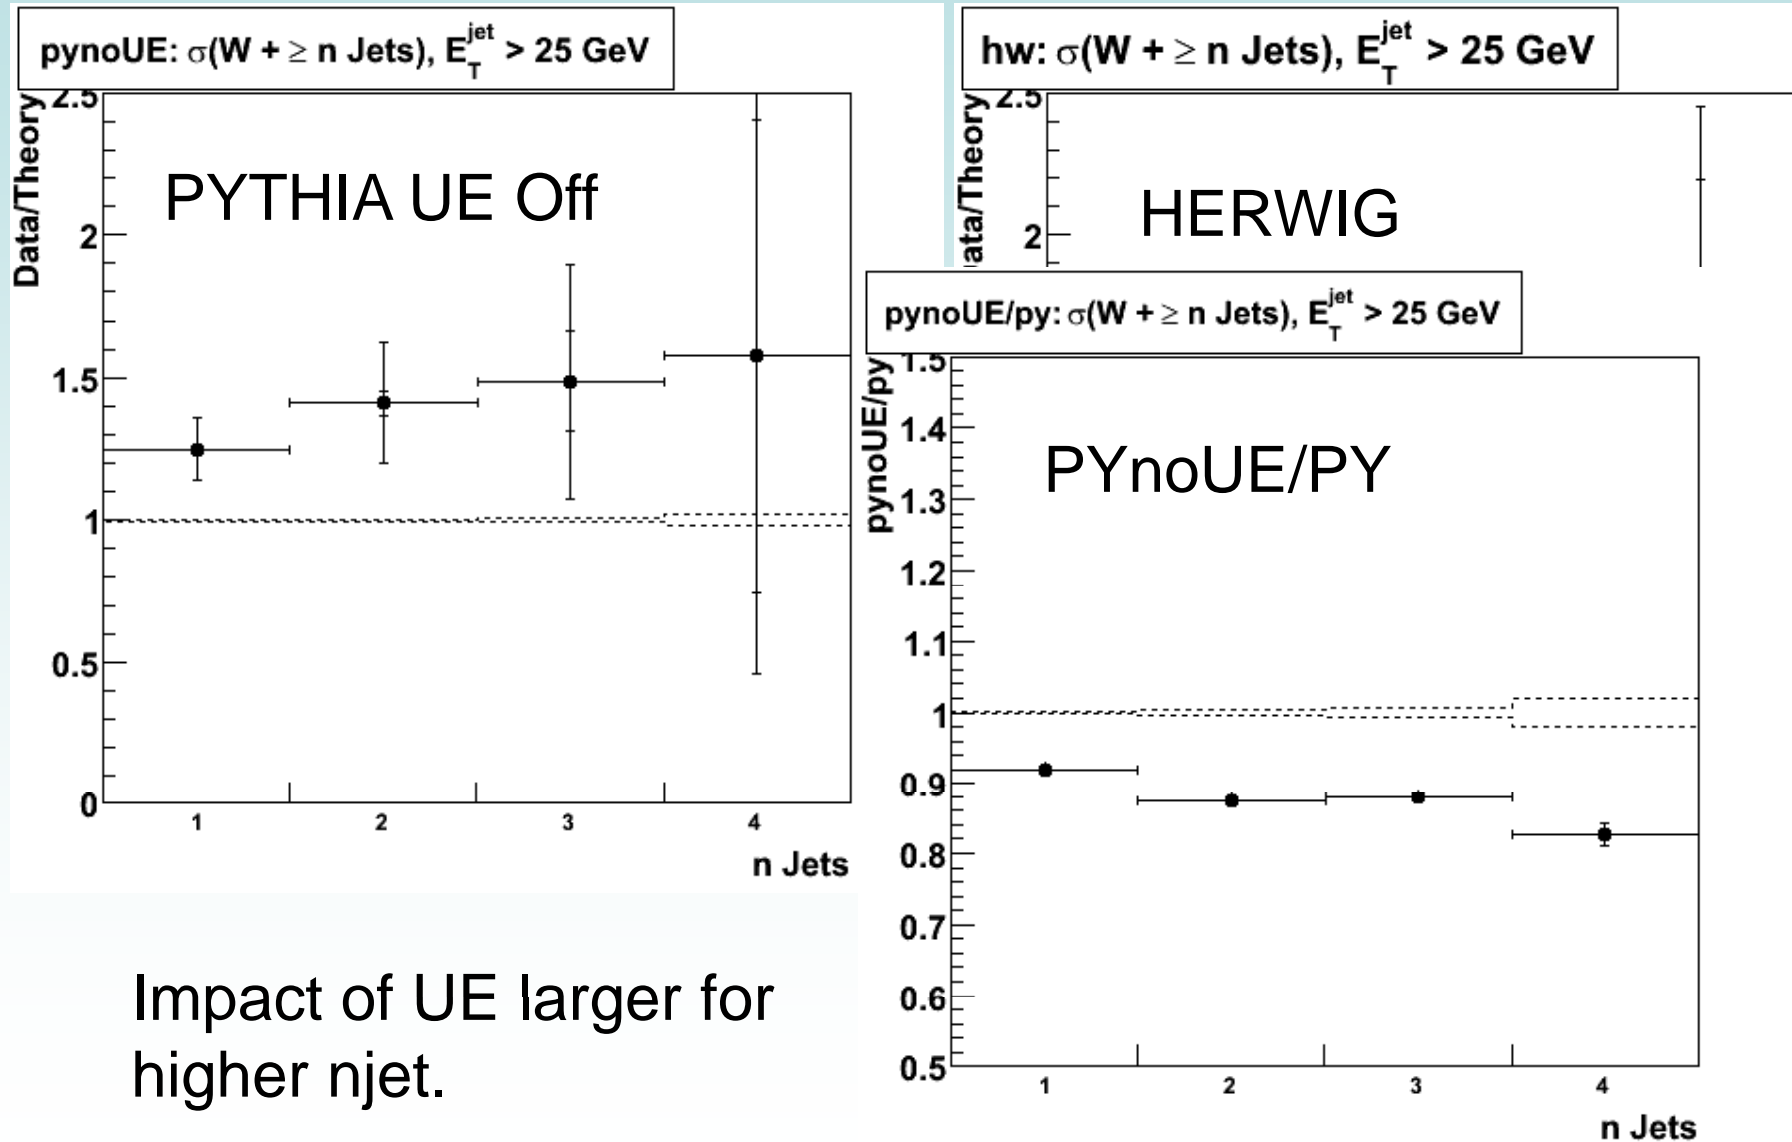 pynoUE: σ(W + ≥ n Jets), E_T^jet > 25 GeV
Data/Theory
PYTHIA UE Off
2.5
2
1.5
1
0.5
0
1 2 3 4
n Jets
hw: σ(W + ≥ n Jets), E_T^jet > 25 GeV
ata/Theory
HERWIG
2.5
2
pynoUE/py: σ(W + ≥ n Jets), E_T^jet > 25 GeV
pynoUE/py
PYnoUE/PY
1.5
1.4
1.3
1.2
1.1
1
0.9
0.8
0.7
0.6
0.5
1 2 3 4
n Jets
Impact of UE larger for
higher njet.